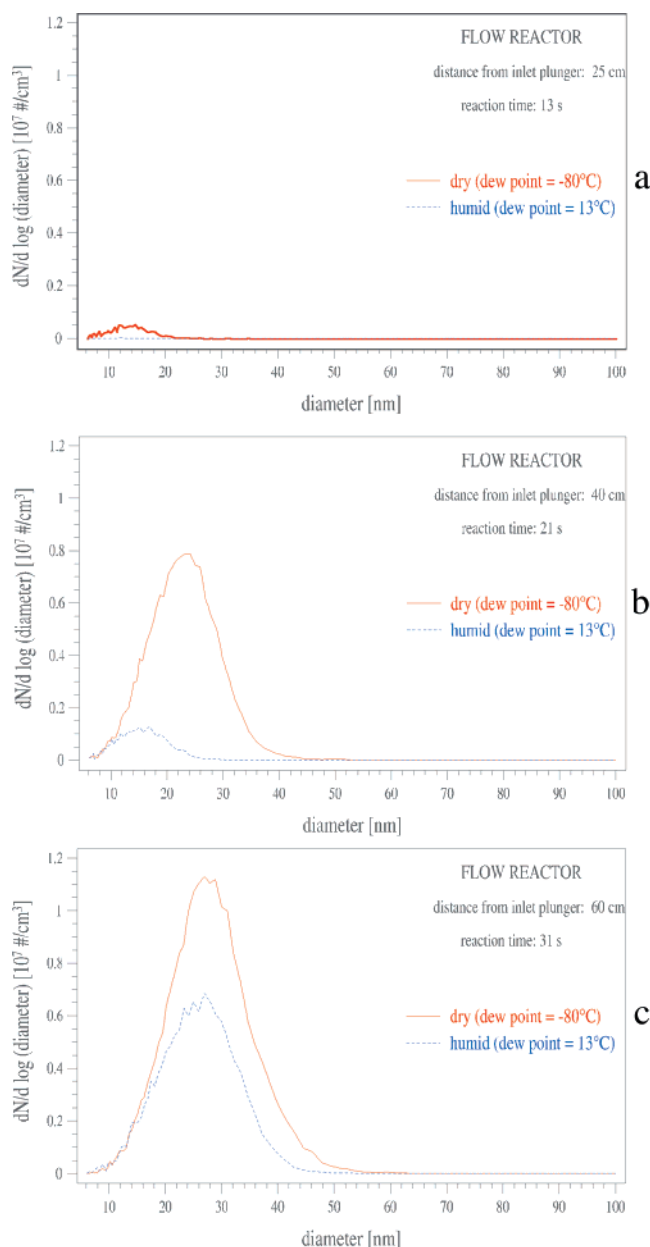 1.2
1
0.8
0.6
0.4
0.2
0
dN/d log (diameter) [10⁷ #/cm³]
FLOW REACTOR
distance from inlet plunger: 25 cm
reaction time: 13 s
dry (dew point = -80°C)
humid (dew point = 13°C)
a
10 20 30 40 50 60 70 80 90 100
diameter [nm]
1.2
1
0.8
0.6
0.4
0.2
0
dN/d log (diameter) [10⁷ #/cm³]
FLOW REACTOR
distance from inlet plunger: 40 cm
reaction time: 21 s
dry (dew point = -80°C)
humid (dew point = 13°C)
b
10 20 30 40 50 60 70 80 90 100
diameter [nm]
1.2
1
0.8
0.6
0.4
0.2
0
dN/d log (diameter) [10⁷ #/cm³]
FLOW REACTOR
distance from inlet plunger: 60 cm
reaction time: 31 s
dry (dew point = -80°C)
humid (dew point = 13°C)
c
10 20 30 40 50 60 70 80 90 100
diameter [nm]